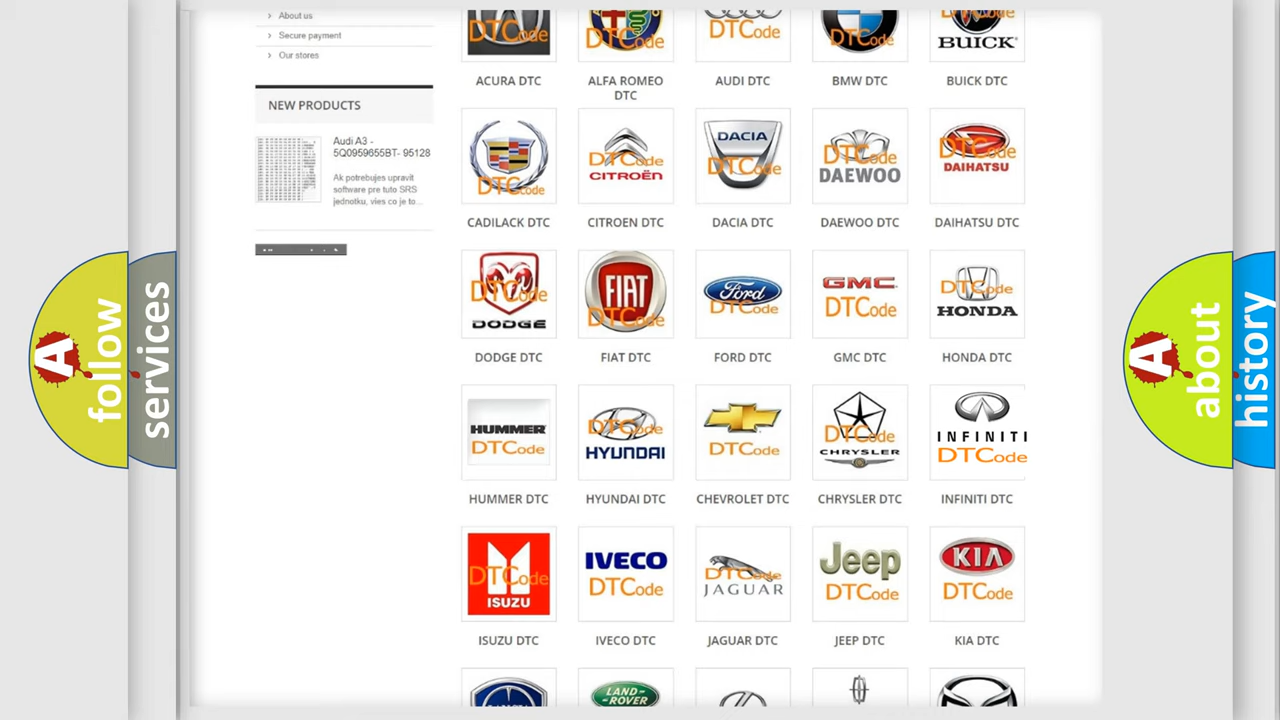 About us
Secure payment
Our stores
NEW PRODUCTS
Audi A3 -
5Q0959655BT- 95128
Ak potrebujes upravit
software pre tuto SRS
jednotku, vies co je to...
DTCode
DTCode
DTCode
DTCode
BUICK
ACURA DTC
ALFA ROMEO
DTC
AUDI DTC
BMW DTC
BUICK DTC
DTCode
DTCode
CITROËN
DACIA
DTCode
DTCode
DAEWOO
DTCode
DAIHATSU
CADILACK DTC
CITROEN DTC
DACIA DTC
DAEWOO DTC
DAIHATSU DTC
DTCode
DODGE
FIAT
DTCode
Ford
DTCode
GMC
DTCode
DTCode
HONDA
DODGE DTC
FIAT DTC
FORD DTC
GMC DTC
HONDA DTC
HUMMER
DTCode
DTCode
HYUNDAI
DTCode
DTCode
CHRYSLER
INFINITI
DTCode
HUMMER DTC
HYUNDAI DTC
CHEVROLET DTC
CHRYSLER DTC
INFINITI DTC
DTCode
ISUZU
IVECO
DTCode
DTCode
JAGUAR
Jeep
DTCode
KIA
DTCode
ISUZU DTC
IVECO DTC
JAGUAR DTC
JEEP DTC
KIA DTC
LAND-
ROVER
A
follow
services
A
about
history